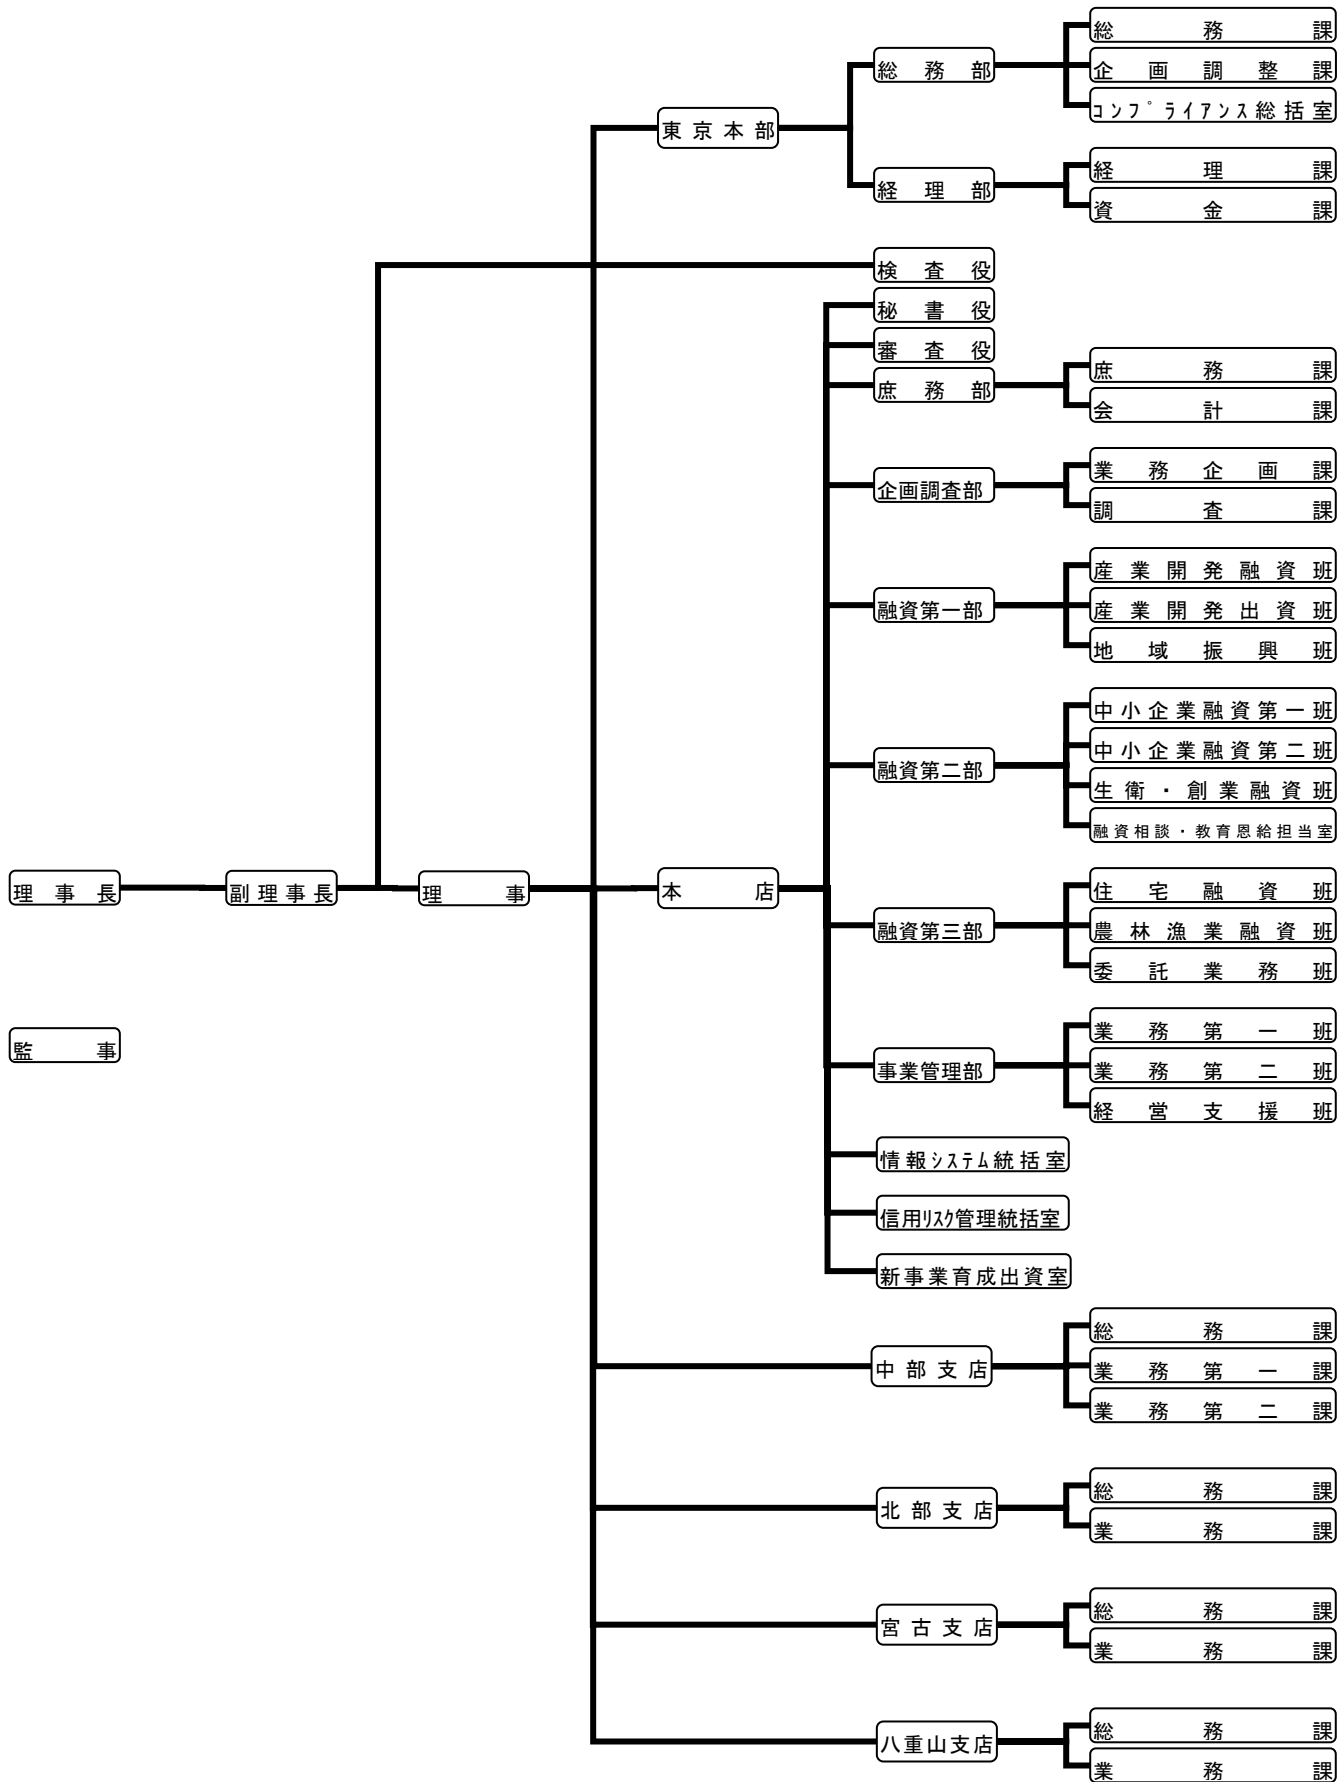 総務課
総務部
企画調整課
コンプライアンス総括室
東京本部
経理課
経理部
資金課
検査役
秘書役
審査役
庶務課
庶務部
会計課
業務企画課
企画調査部
調査課
産業開発融資班
融資第一部
産業開発出資班
地域振興班
中小企業融資第一班
中小企業融資第二班
融資第二部
生衛・創業融資班
融資相談・教育恩給担当室
理事長
副理事長
理事
本店
住宅融資班
融資第三部
農林漁業融資班
委託業務班
監事
業務第一班
事業管理部
業務第二班
経営支援班
情報システム統括室
信用リスク管理統括室
新事業育成出資室
総務課
中部支店
業務第一課
業務第二課
総務課
北部支店
業務課
総務課
宮古支店
業務課
総務課
八重山支店
業務課